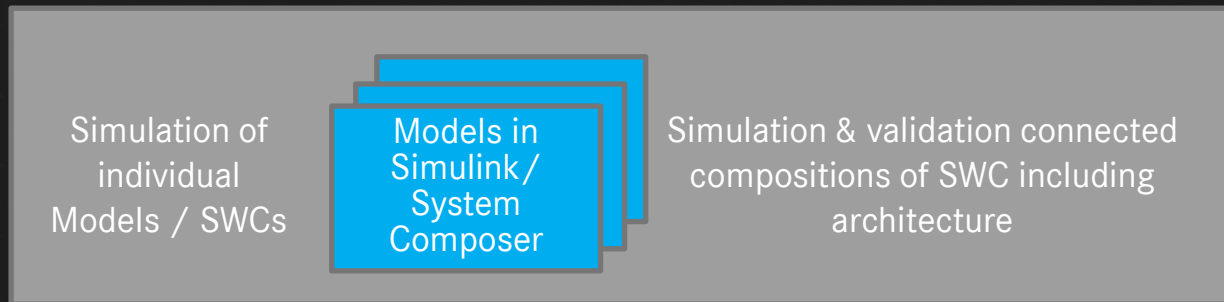 Simulation of
individual
Models / SWCs
Models in
Simulink/
System
Composer
Simulation & validation connected
compositions of SWC including
architecture